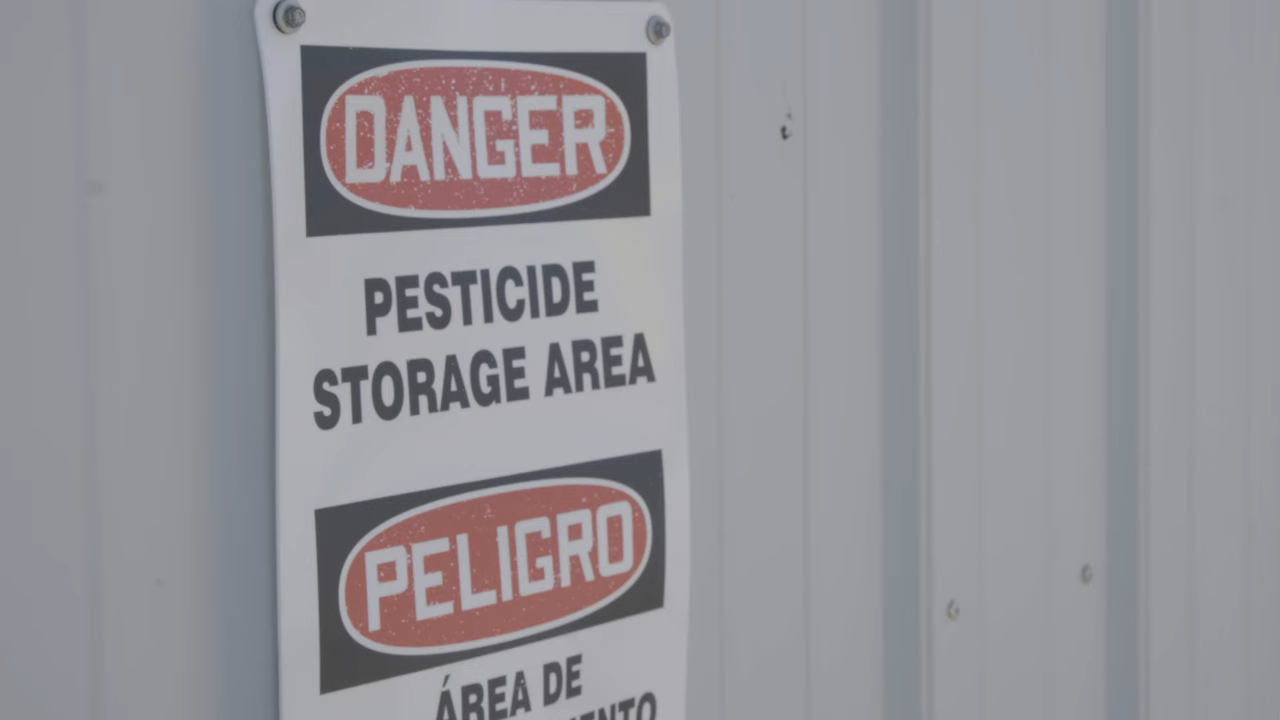 DANGER
PESTICIDE
STORAGE AREA
PELIGRO
ÁREA DE